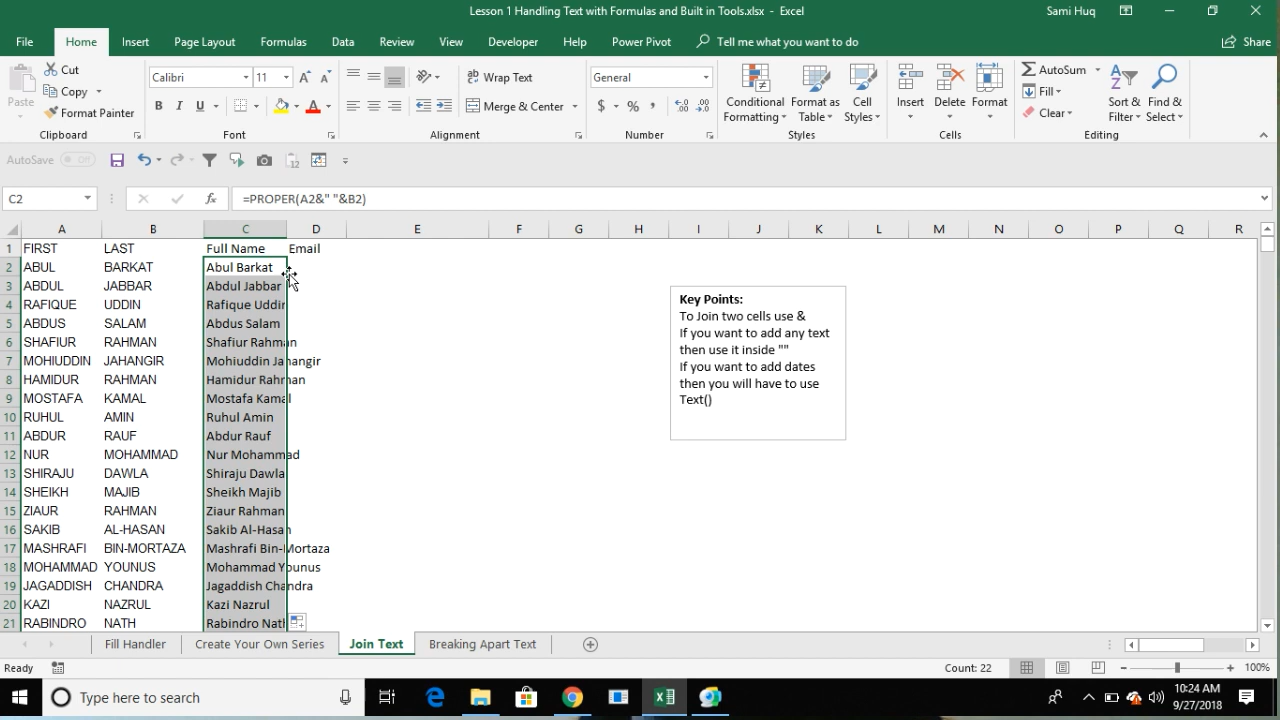 Lesson 1 Handling Text with Formulas and Built in Tools.xlsx - Excel
Sami Huq
File Home Insert Page Layout Formulas Data Review View Developer Help Power Pivot Tell me what you want to do Share
Paste
Cut
Copy
Format Painter
Clipboard
Calibri 11
B I U
Font
Wrap Text
Merge & Center
Alignment
General
$ % ,
Number
Conditional Formatting
Format as Table
Cell Styles
Styles
Insert Delete Format
Cells
AutoSum
Fill
Clear
Sort & Filter
Find & Select
Editing
AutoSave Off
C2 fx =PROPER(A2&" "&B2)
A B C D E F G H I J K L M N O P Q R
1 FIRST LAST Full Name Email
2 ABUL BARKAT Abul Barkat
3 ABDUL JABBAR Abdul Jabbar
4 RAFIQUE UDDIN Rafique Uddin
5 ABDUS SALAM Abdus Salam
6 SHAFIUR RAHMAN Shafiur Rahman
7 MOHIUDDIN JAHANGIR Mohiuddin Jahangir
8 HAMIDUR RAHMAN Hamidur Rahman
9 MOSTAFA KAMAL Mostafa Kamal
10 RUHUL AMIN Ruhul Amin
11 ABDUR RAUF Abdur Rauf
12 NUR MOHAMMAD Nur Mohammad
13 SHIRAJU DAWLA Shiraju Dawla
14 SHEIKH MAJIB Sheikh Majib
15 ZIAUR RAHMAN Ziaur Rahman
16 SAKIB AL-HASAN Sakib Al-Hasan
17 MASHRAFI BIN-MORTAZA Mashrafi Bin-Mortaza
18 MOHAMMAD YOUNUS Mohammad Younus
19 JAGADDISH CHANDRA Jagaddish Chandra
20 KAZI NAZRUL Kazi Nazrul
21 RABINDRO NATH Rabindro Nath
Key Points:
To Join two cells use &
If you want to add any text
then use it inside ""
If you want to add dates
then you will have to use
Text()
Fill Handler Create Your Own Series Join Text Breaking Apart Text
Ready Count: 22 100%
Type here to search
10:24 AM
9/27/2018